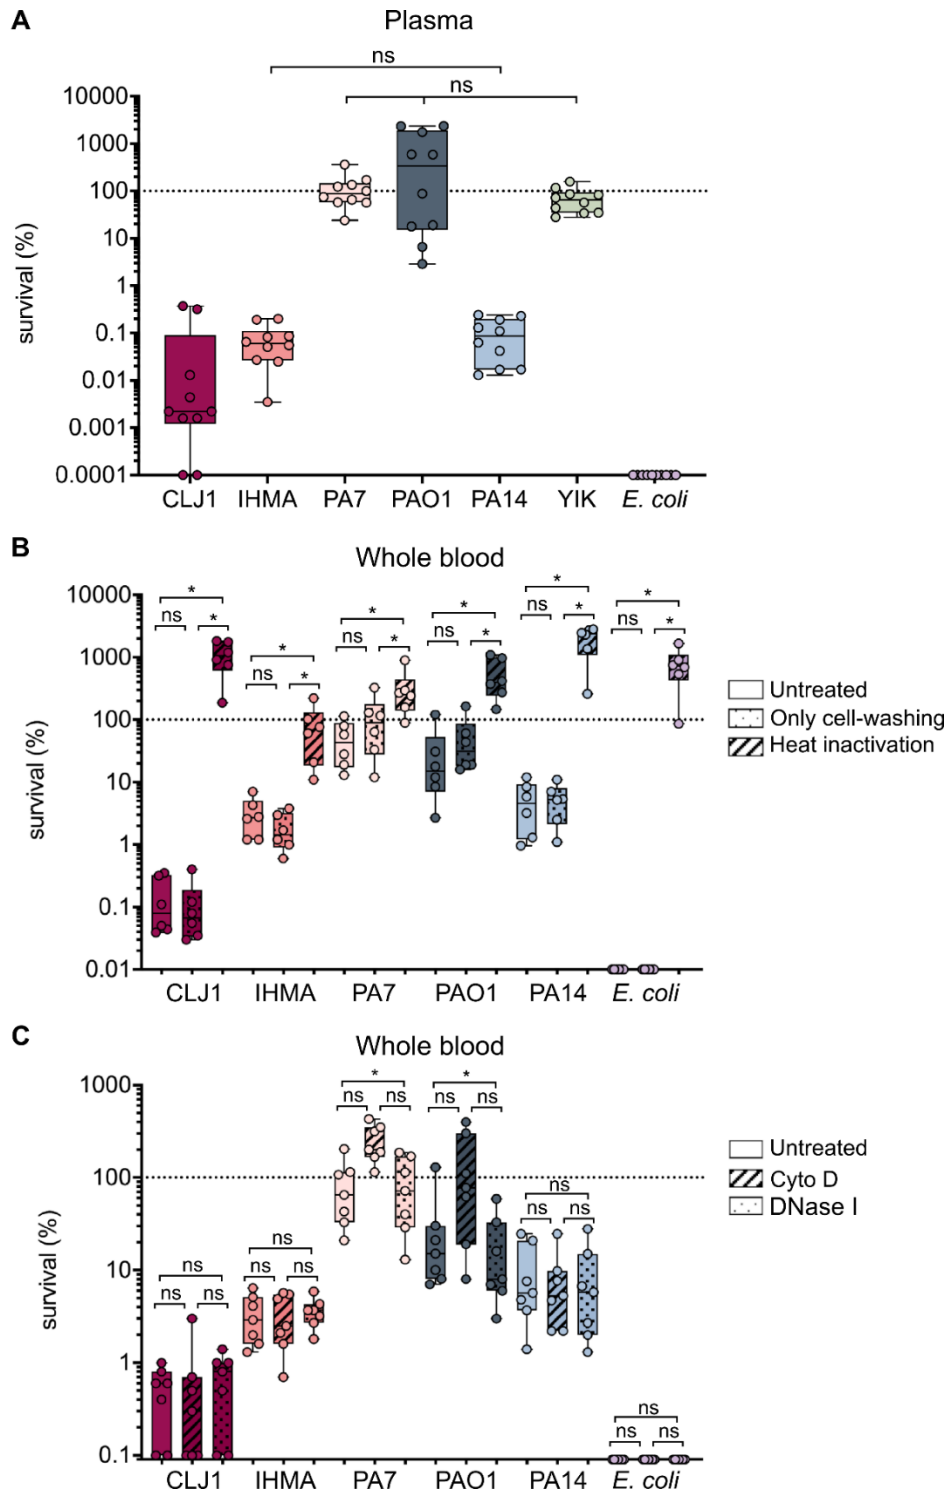 A
Plasma
ns
ns
10000
1000
100
10
1
0.1
0.01
0.001
0.0001
survival (%)
CLJ1 IHMA PA7 PAO1 PA14 YIK E. coli
B
Whole blood
10000
1000
100
10
1
0.1
0.01
survival (%)
* ns * * ns * * ns * * ns * * ns * * ns *
CLJ1 IHMA PA7 PAO1 PA14 E. coli
Untreated
Only cell-washing
Heat inactivation
C
Whole blood
1000
100
10
1
0.1
survival (%)
ns ns ns ns ns ns * ns ns * ns ns ns ns ns ns ns ns
CLJ1 IHMA PA7 PAO1 PA14 E. coli
Untreated
Cyto D
DNase I